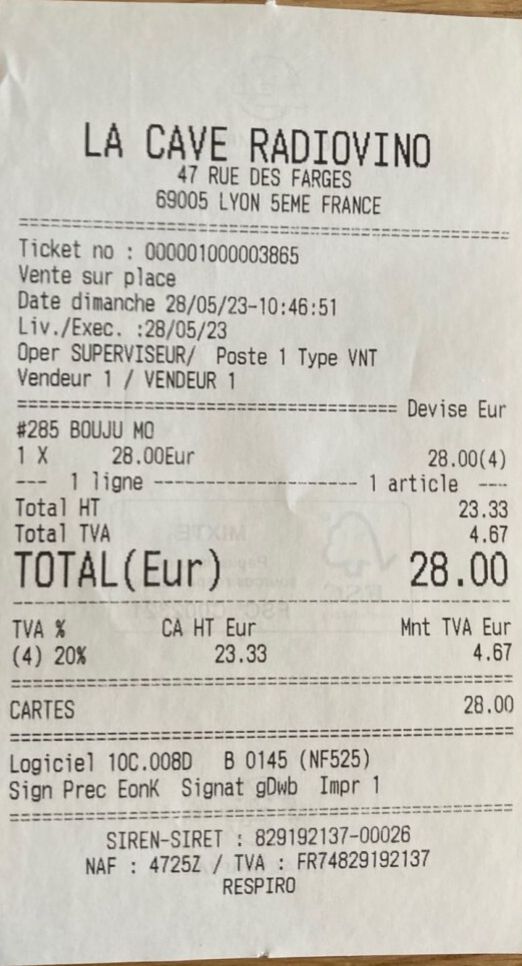 LA CAVE RADIOVINO
47 RUE DES FARGES
69005 LYON 5EME FRANCE
Ticket no : 000001000003865
Vente sur place
Date dimanche 28/05/23-10:46:51
Liv./Exec. :28/05/23
Oper SUPERVISEUR/ Poste 1 Type VNT
Vendeur 1 / VENDEUR 1
Devise Eur
#285 BOUJU MO
1 X 28.00Eur 28.00(4)
--- 1 ligne ------------------ 1 article ---
Total HT 23.33
Total TVA 4.67
TOTAL(Eur) 28.00
TVA % CA HT Eur Mnt TVA Eur
(4) 20% 23.33 4.67
CARTES 28.00
Logiciel 10C.008D B 0145 (NF525)
Sign Prec EonK Signat gDwb Impr 1
SIREN-SIRET : 829192137-00026
NAF : 4725Z / TVA : FR74829192137
RESPIRO
MIXTE
FSC